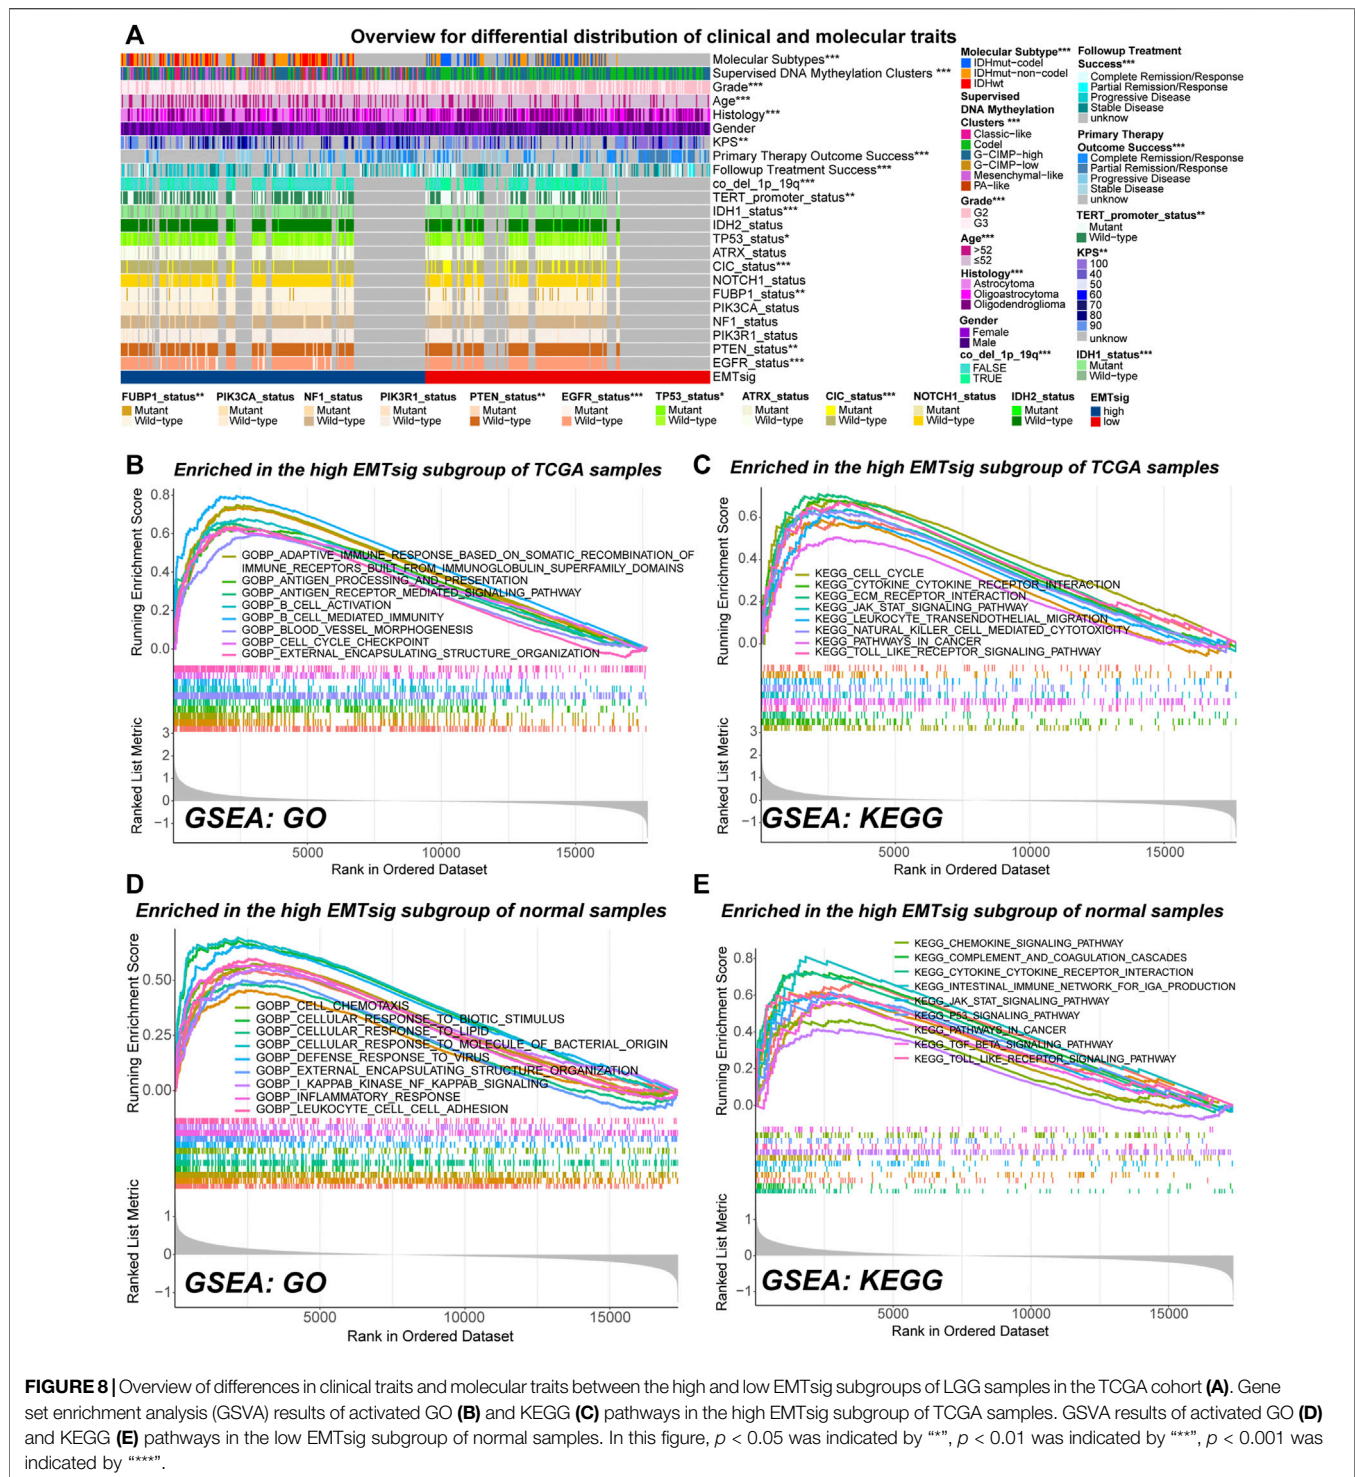 A
Overview for differential distribution of clinical and molecular traits
Molecular Subtypes***
Supervised DNA Mytheylation Clusters ***
Grade***
Age***
Histology***
Gender
KPS**
Primary Therapy Outcome Success***
Followup Treatment Success***
co_del_1p_19q***
TERT_promoter_status**
IDH1_status***
IDH2_status
TP53_status*
ATRX_status
CIC_status***
NOTCH1_status
FUBP1_status**
PIK3CA_status
NF1_status
PIK3R1_status
PTEN_status**
EGFR_status***
EMTsig
Molecular Subtype***
IDHmut-codel
IDHmut-non-codel
IDHwt
Supervised
DNA Mythylation
Clusters ***
Classic-like
Codel
G-CIMP-high
G-CIMP-low
Mesenchymal-like
PA-like
Grade***
G2
G3
Age***
>52
≤52
Histology***
Astrocytoma
Oligoastrocytoma
Oligodendroglioma
Gender
Female
Male
co_del_1p_19q***
FALSE
TRUE
Followup Treatment
Success***
Complete Remission/Response
Partial Remission/Response
Progressive Disease
Stable Disease
unknow
Primary Therapy
Outcome Success***
Complete Remission/Response
Partial Remission/Response
Progressive Disease
Stable Disease
unknow
TERT_promoter_status**
Mutant
Wild-type
KPS**
100
40
50
60
70
80
90
unknow
IDH1_status***
Mutant
Wild-type
FUBP1_status**
Mutant
Wild-type
PIK3CA_status
Mutant
Wild-type
NF1_status
Mutant
Wild-type
PIK3R1_status
Mutant
Wild-type
PTEN_status**
Mutant
Wild-type
EGFR_status***
Mutant
Wild-type
TP53_status*
Mutant
Wild-type
ATRX_status
Mutant
Wild-type
CIC_status***
Mutant
Wild-type
NOTCH1_status
Mutant
Wild-type
IDH2_status
Mutant
Wild-type
EMTsig
high
low
B
Enriched in the high EMTsig subgroup of TCGA samples
Running Enrichment Score
0.8
0.6
0.4
0.2
0.0
GOBP_ADAPTIVE_IMMUNE_RESPONSE_BASED_ON_SOMATIC_RECOMBINATION_OF
IMMUNE_RECEPTORS_BUILT_FROM_IMMUNOGLOBULIN_SUPERFAMILY_DOMAINS
GOBP_ANTIGEN_PROCESSING_AND_PRESENTATION
GOBP_ANTIGEN_RECEPTOR_MEDIATED_SIGNALING_PATHWAY
GOBP_B_CELL_ACTIVATION
GOBP_B_CELL_MEDIATED_IMMUNITY
GOBP_BLOOD_VESSEL_MORPHOGENESIS
GOBP_CELL_CYCLE_CHECKPOINT
GOBP_EXTERNAL_ENCAPSULATING_STRUCTURE_ORGANIZATION
Ranked List Metric
3
2
1
0
−1
GSEA: GO
5000
10000
15000
Rank in Ordered Dataset
C
Enriched in the high EMTsig subgroup of TCGA samples
Running Enrichment Score
0.6
0.4
0.2
0.0
KEGG_CELL_CYCLE
KEGG_CYTOKINE_CYTOKINE_RECEPTOR_INTERACTION
KEGG_ECM_RECEPTOR_INTERACTION
KEGG_JAK_STAT_SIGNALING_PATHWAY
KEGG_LEUKOCYTE_TRANSENDOTHELIAL_MIGRATION
KEGG_NATURAL_KILLER_CELL_MEDIATED_CYTOTOXICITY
KEGG_PATHWAYS_IN_CANCER
KEGG_TOLL_LIKE_RECEPTOR_SIGNALING_PATHWAY
Ranked List Metric
3
2
1
0
−1
GSEA: KEGG
5000
10000
15000
Rank in Ordered Dataset
D
Enriched in the high EMTsig subgroup of normal samples
Running Enrichment Score
0.50
0.25
0.00
GOBP_CELL_CHEMOTAXIS
GOBP_CELLULAR_RESPONSE_TO_BIOTIC_STIMULUS
GOBP_CELLULAR_RESPONSE_TO_LIPID
GOBP_CELLULAR_RESPONSE_TO_MOLECULE_OF_BACTERIAL_ORIGIN
GOBP_DEFENSE_RESPONSE_TO_VIRUS
GOBP_EXTERNAL_ENCAPSULATING_STRUCTURE_ORGANIZATION
GOBP_I_KAPPAB_KINASE_NF_KAPPAB_SIGNALING
GOBP_INFLAMMATORY_RESPONSE
GOBP_LEUKOCYTE_CELL_CELL_ADHESION
Ranked List Metric
1
0
−1
GSEA: GO
5000
10000
15000
Rank in Ordered Dataset
E
Enriched in the high EMTsig subgroup of normal samples
Running Enrichment Score
0.8
0.6
0.4
0.2
0.0
KEGG_CHEMOKINE_SIGNALING_PATHWAY
KEGG_COMPLEMENT_AND_COAGULATION_CASCADES
KEGG_CYTOKINE_CYTOKINE_RECEPTOR_INTERACTION
KEGG_INTESTINAL_IMMUNE_NETWORK_FOR_IGA_PRODUCTION
KEGG_JAK_STAT_SIGNALING_PATHWAY
KEGG_P53_SIGNALING_PATHWAY
KEGG_PATHWAYS_IN_CANCER
KEGG_TGF_BETA_SIGNALING_PATHWAY
KEGG_TOLL_LIKE_RECEPTOR_SIGNALING_PATHWAY
Ranked List Metric
1
0
−1
GSEA: KEGG
5000
10000
15000
Rank in Ordered Dataset
FIGURE 8 | Overview of differences in clinical traits and molecular traits between the high and low EMTsig subgroups of LGG samples in the TCGA cohort (A). Gene
set enrichment analysis (GSVA) results of activated GO (B) and KEGG (C) pathways in the high EMTsig subgroup of TCGA samples. GSVA results of activated GO (D)
and KEGG (E) pathways in the low EMTsig subgroup of normal samples. In this figure, p < 0.05 was indicated by “*”, p < 0.01 was indicated by “**”, p < 0.001 was
indicated by “***”.